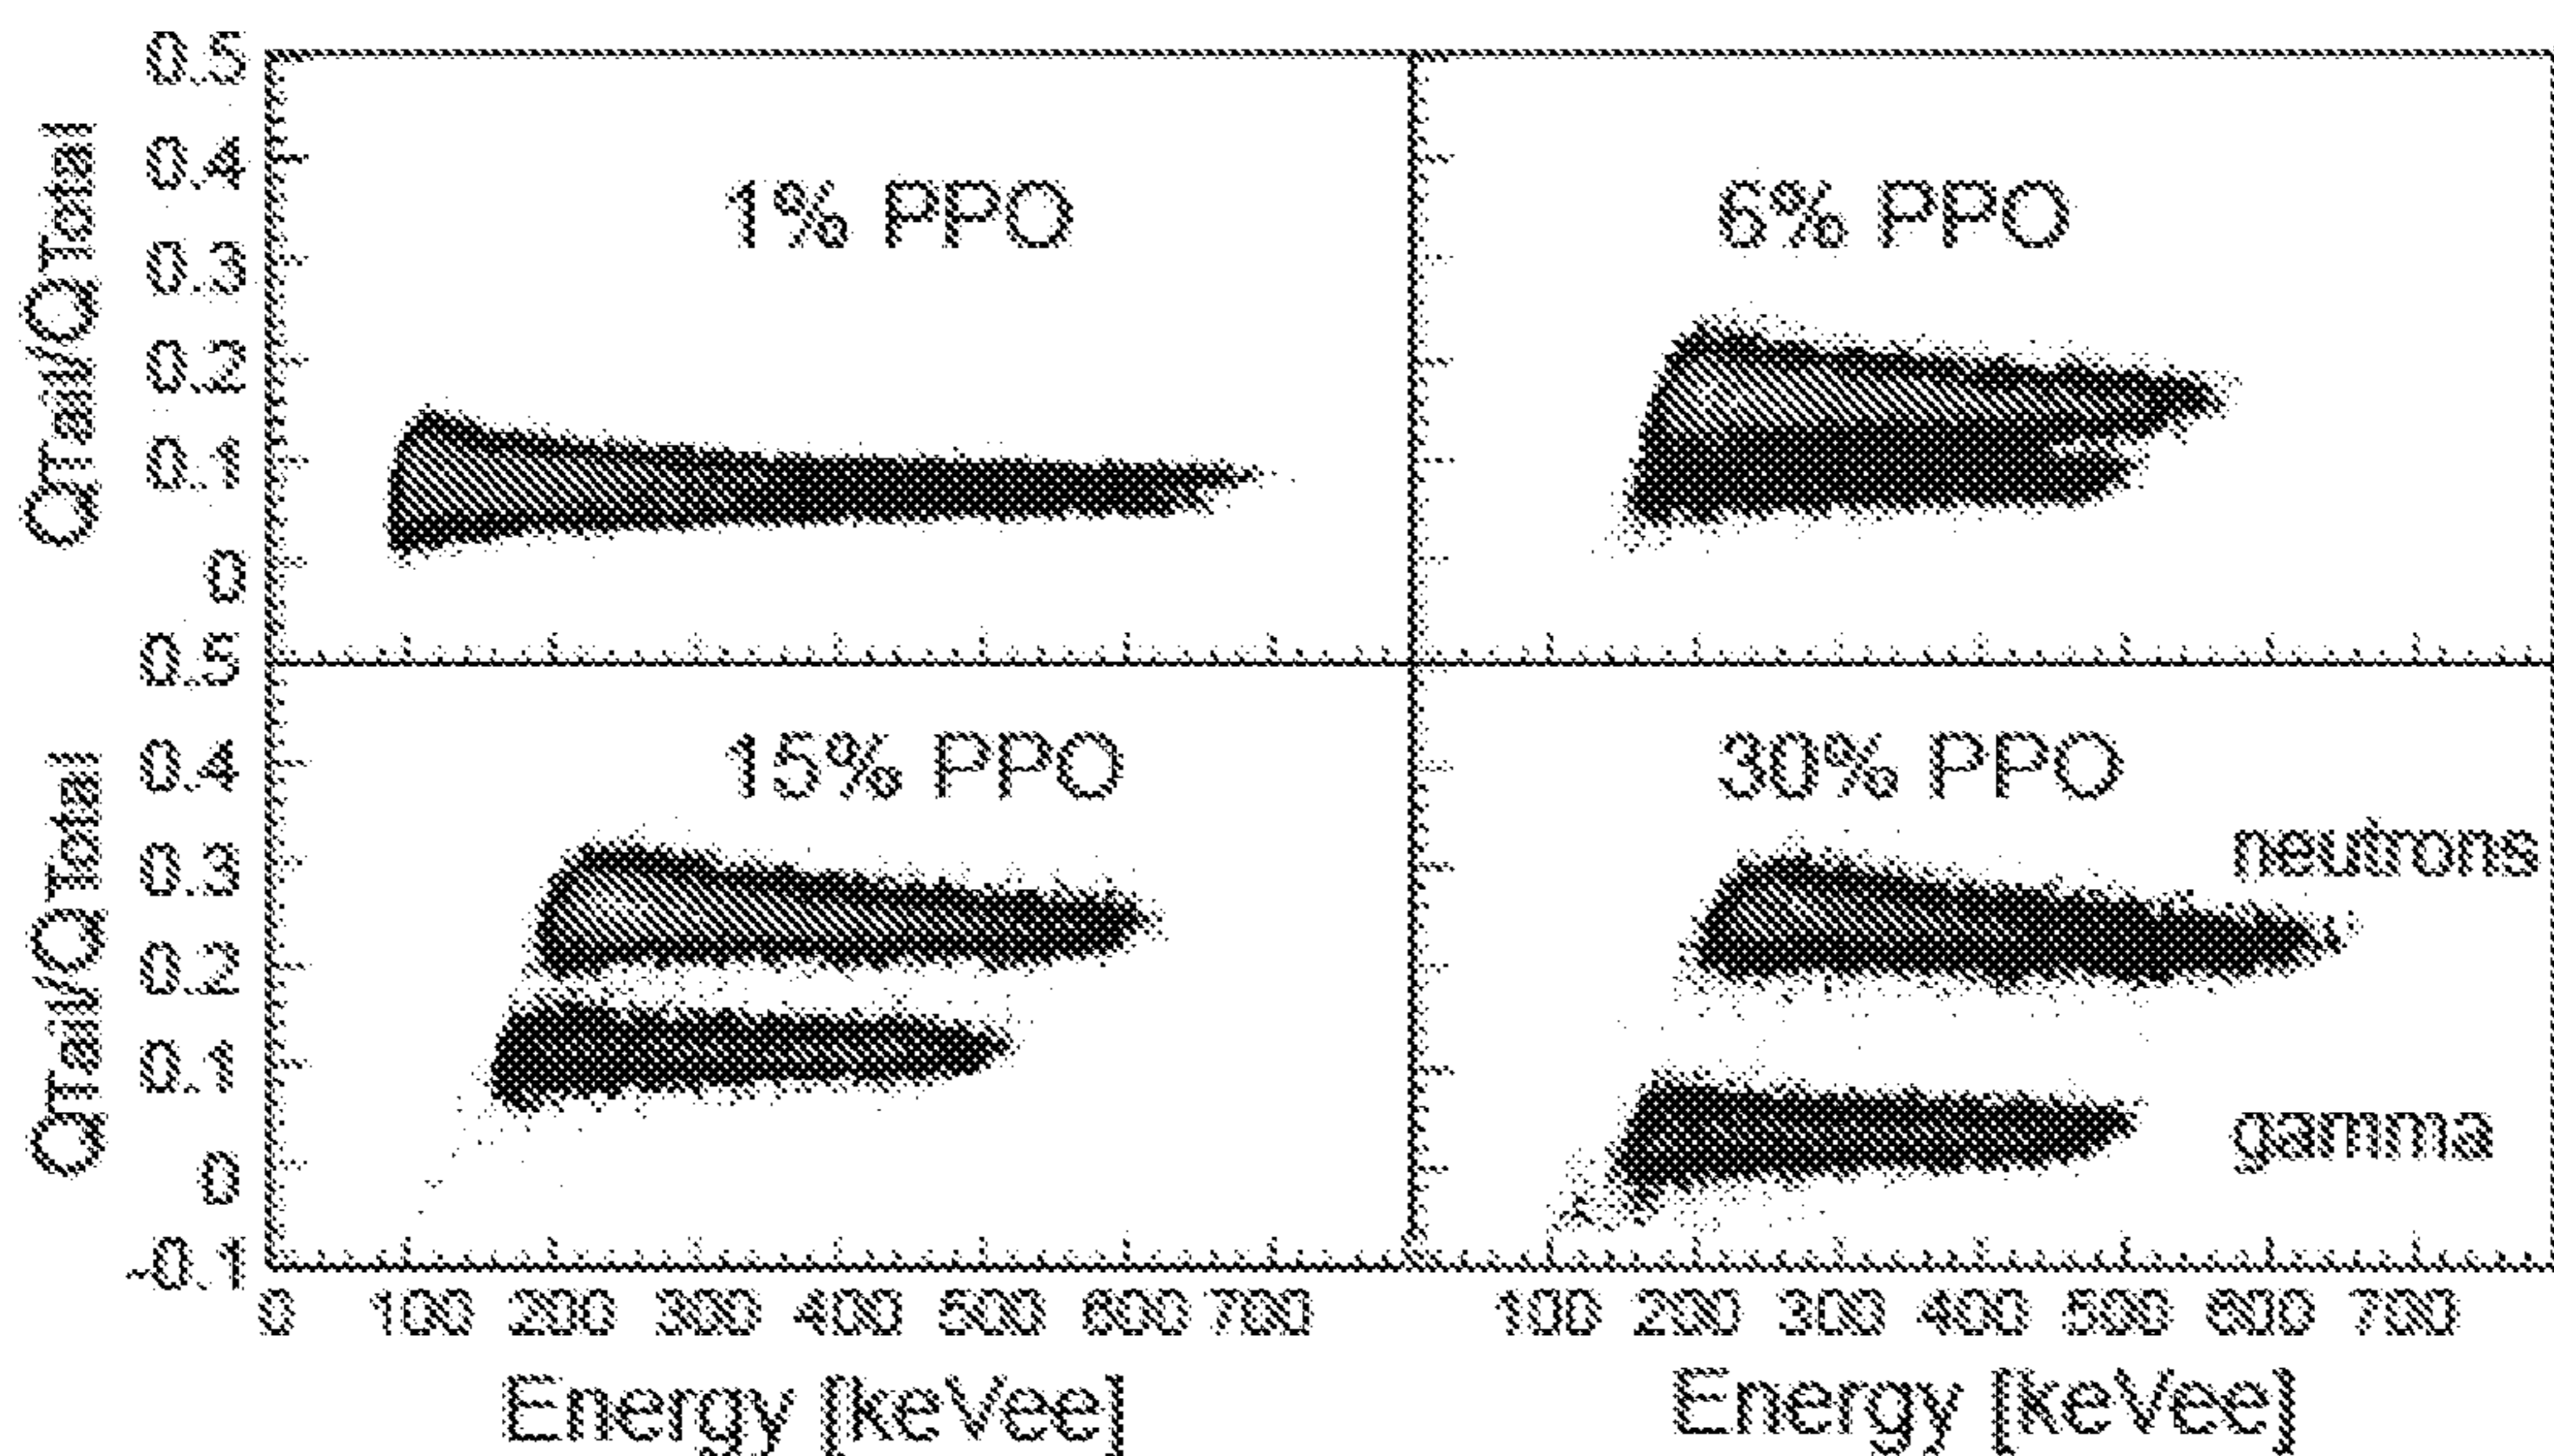 0.5
0.4
0.3
0.2
0.1
0
QTail/QTotal
1% PPO
6% PPO
0.5
0.4
0.3
0.2
0.1
0
-0.1
QTail/QTotal
15% PPO
30% PPO
neutrons
gamma
0 100 200 300 400 500 600 700
100 200 300 400 500 600 700
Energy [keVee]
Energy [keVee]